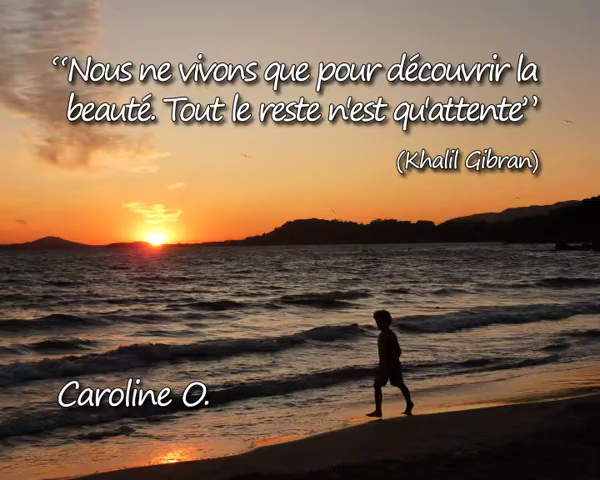 “Nous ne vivons que pour découvrir la
beauté. Tout le reste n'est qu'attente”
(Khalil Gibran)
Caroline O.